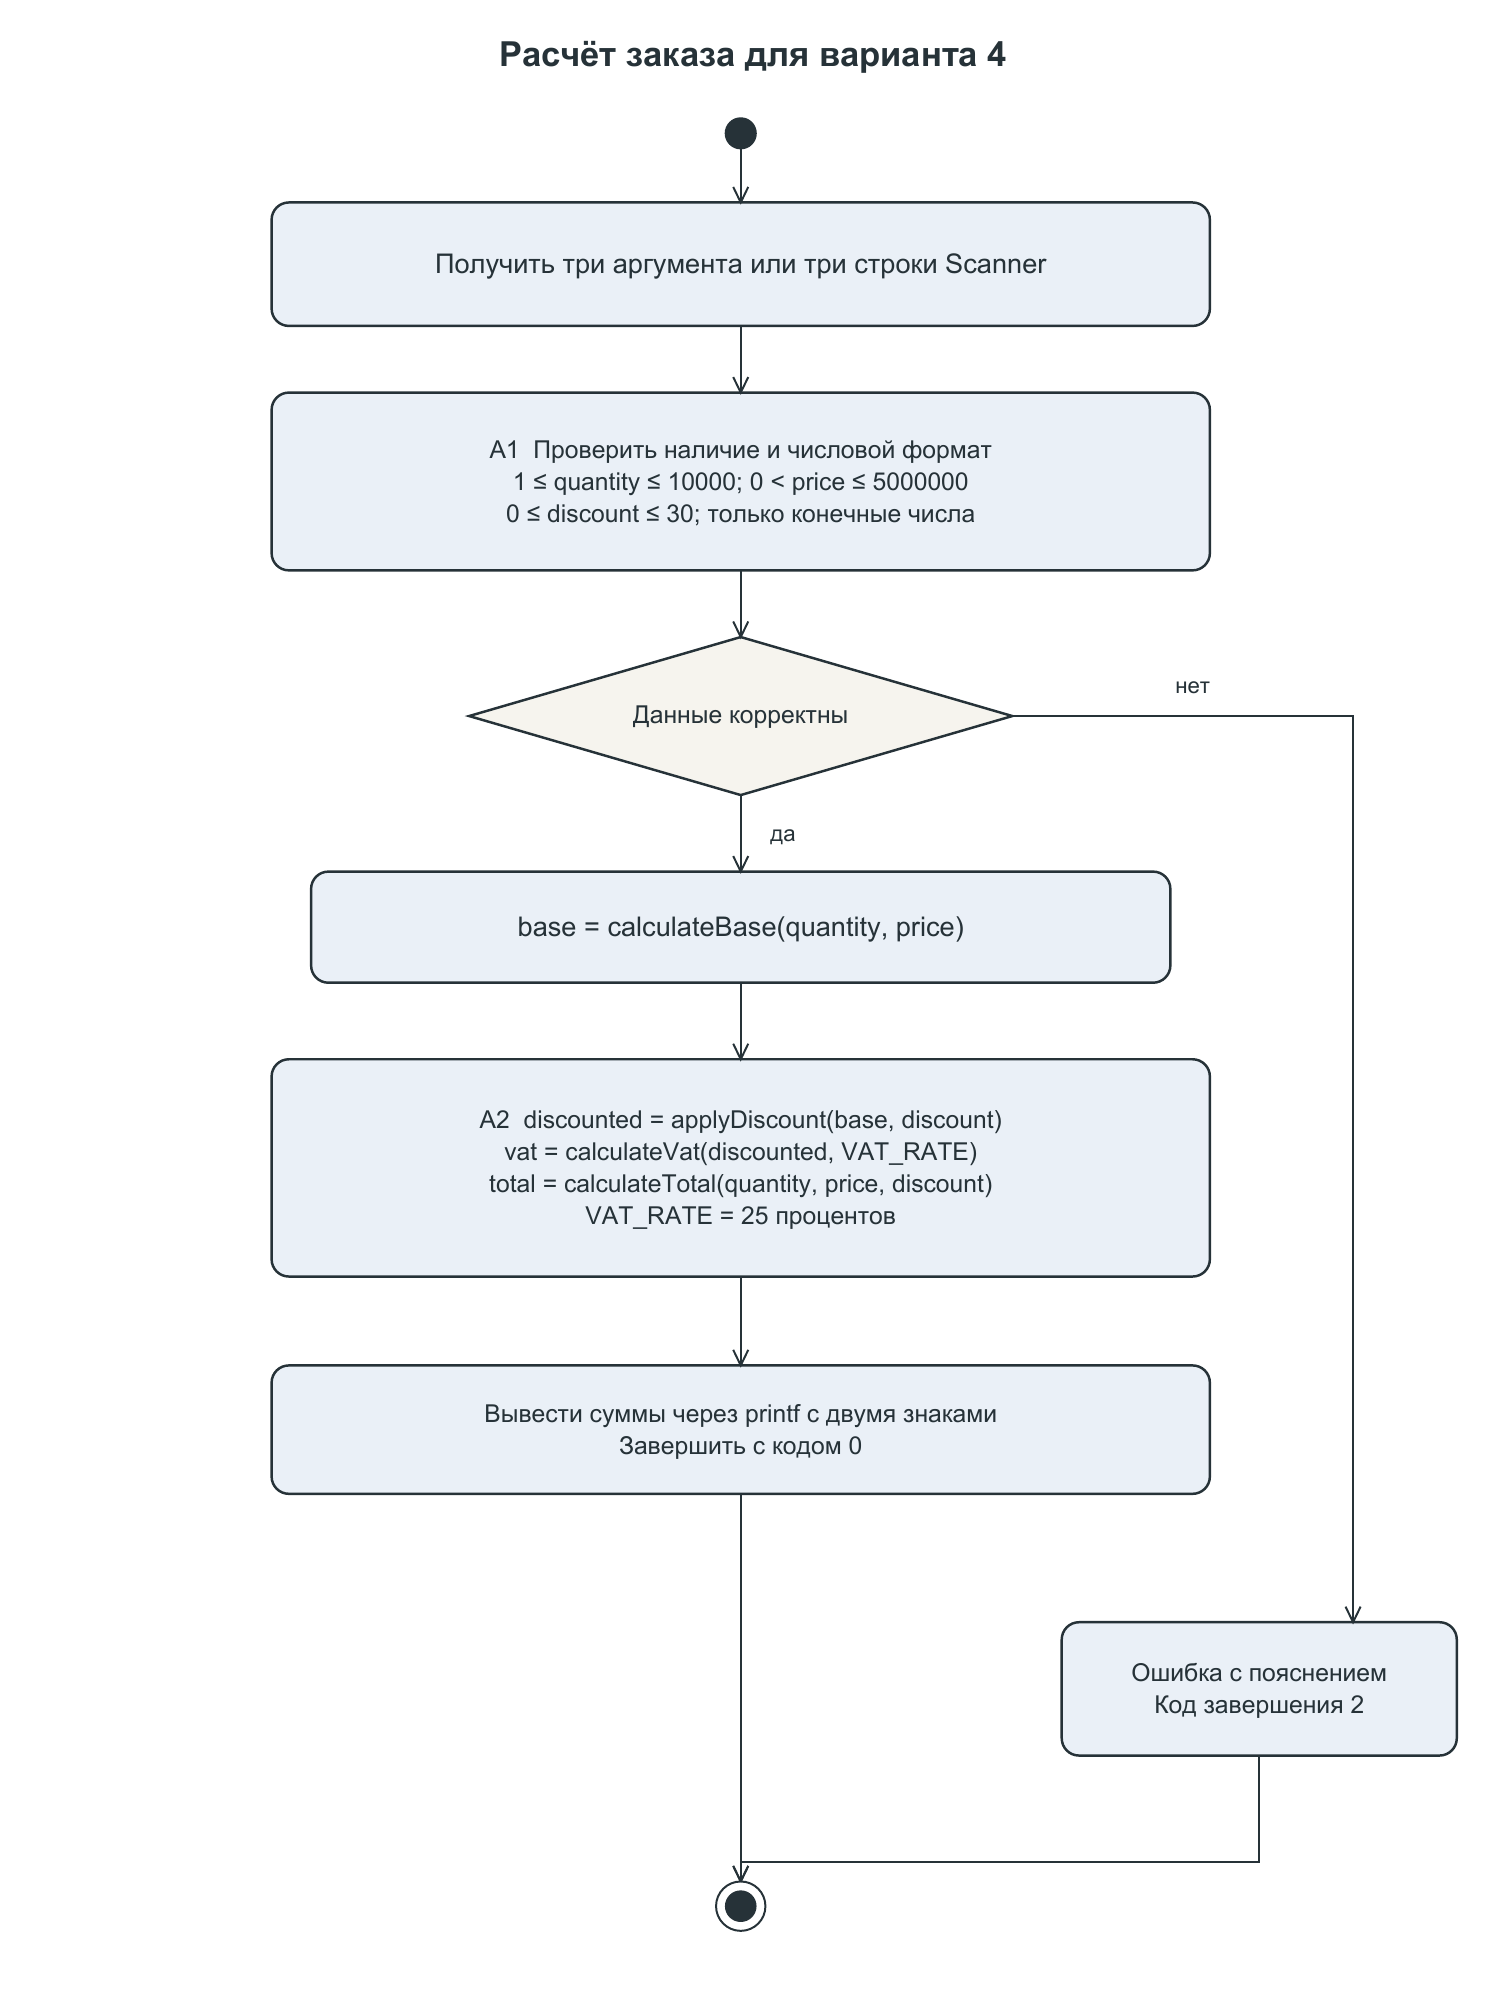 Расчёт заказа для варианта 4
Получить три аргумента или три строки Scanner
A1  Проверить наличие и числовой формат
1 ≤ quantity ≤ 10000; 0 < price ≤ 5000000
0 ≤ discount ≤ 30; только конечные числа
Данные корректны
нет
да
base = calculateBase(quantity, price)
A2  discounted = applyDiscount(base, discount)
vat = calculateVat(discounted, VAT_RATE)
total = calculateTotal(quantity, price, discount)
VAT_RATE = 25 процентов
Вывести суммы через printf с двумя знаками
Завершить с кодом 0
Ошибка с пояснением
Код завершения 2